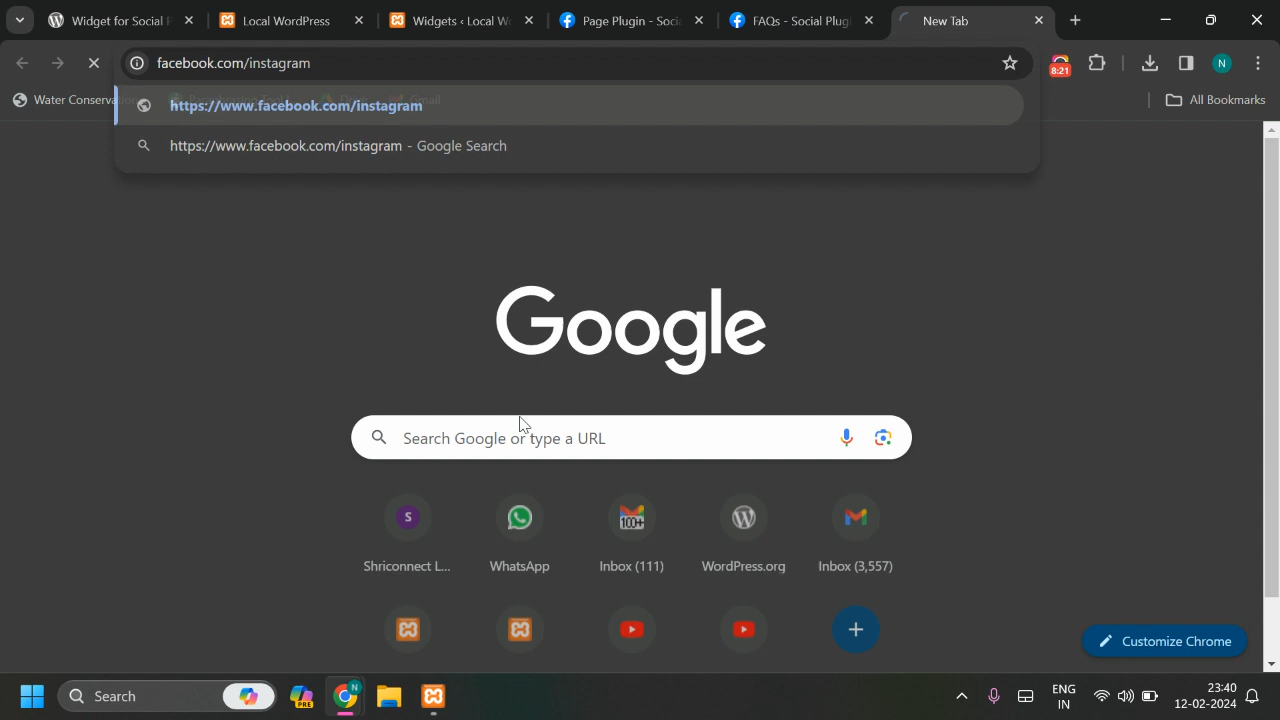 Widget for Social P
Local WordPress
Widgets ‹ Local W
Page Plugin - Soci
FAQs - Social Plug
New Tab
facebook.com/instagram
8:21
N
Water Conserva
Gmail
All Bookmarks
https://www.facebook.com/instagram
https://www.facebook.com/instagram - Google Search
Google
Search Google or type a URL
S
100+
Shriconnect L...
WhatsApp
Inbox (111)
WordPress.org
Inbox (3,557)
Customize Chrome
Search
PRE
N
ENG
IN
23:40
12-02-2024